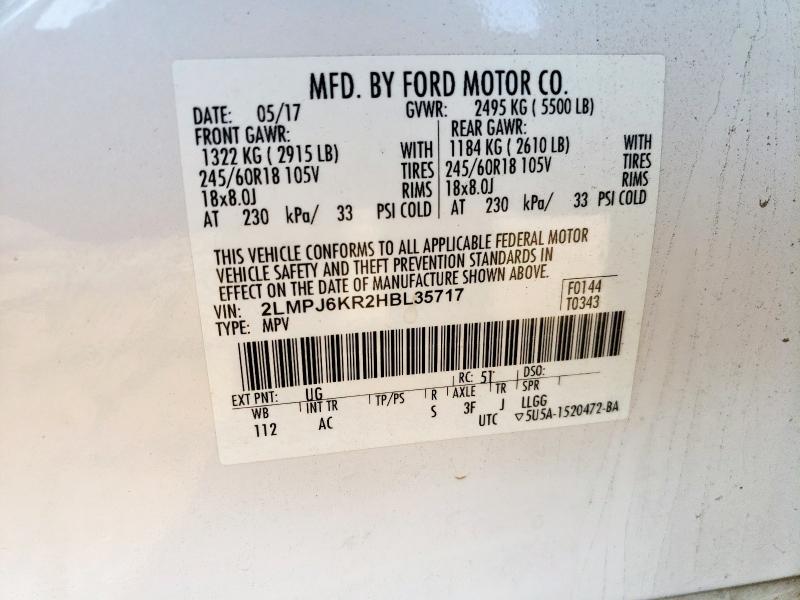 MFD. BY FORD MOTOR CO.
DATE: 05/17 GVWR: 2495 KG ( 5500 LB)
FRONT GAWR: REAR GAWR:
1322 KG ( 2915 LB) WITH 1184 KG ( 2610 LB) WITH
245/60R18 105V TIRES 245/60R18 105V TIRES
18x8.0J RIMS 18x8.0J RIMS
AT 230 kPa/ 33 PSI COLD AT 230 kPa/ 33 PSI COLD
THIS VEHICLE CONFORMS TO ALL APPLICABLE FEDERAL MOTOR
VEHICLE SAFETY AND THEFT PREVENTION STANDARDS IN
EFFECT ON THE DATE OF MANUFACTURE SHOWN ABOVE.
VIN: 2LMPJ6KR2HBL35717 F0144
TYPE: MPV T0343
EXT PNT: UG RC: 51 DSO:
WB INT TR TP/PS R AXLE TR SPR
112 AC S 3F J LLGG
UTC ▽5U5A-1520472-BA